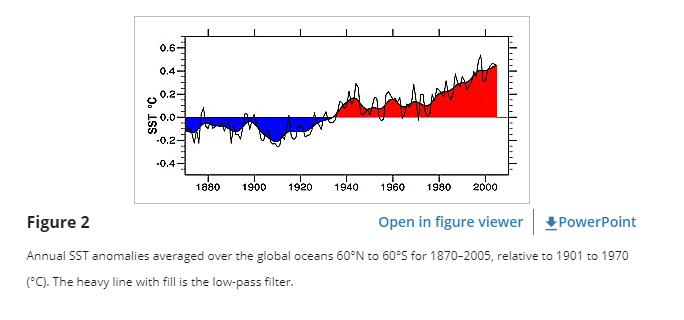 0.6
0.4
0.2
0.0
-0.2
-0.4
SST °C
1880 1900 1920 1940 1960 1980 2000
Figure 2
Open in figure viewer PowerPoint
Annual SST anomalies averaged over the global oceans 60°N to 60°S for 1870–2005, relative to 1901 to 1970
(°C). The heavy line with fill is the low-pass filter.